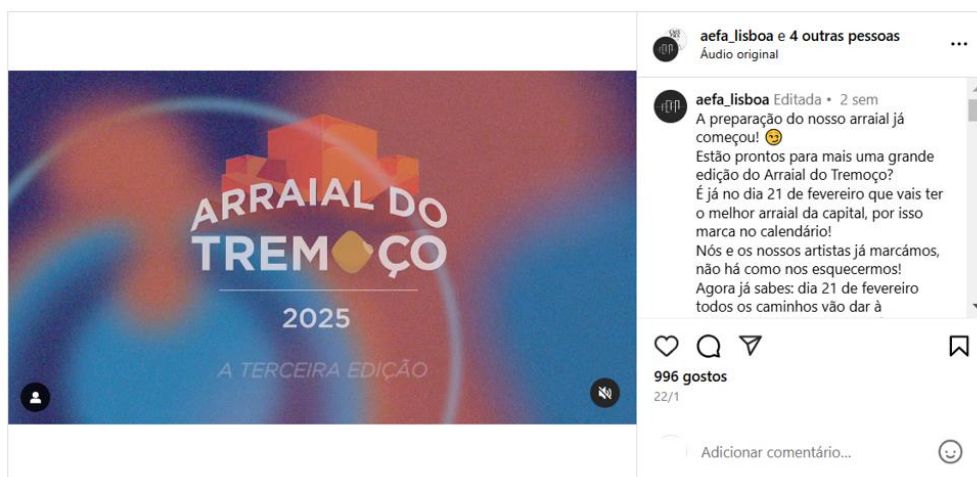 ARRAIAL DO
TREMOÇO
2025
A TERCEIRA EDIÇÃO
aefa_lisboa e 4 outras pessoas
Áudio original
aefa_lisboa Editada • 2 sem
A preparação do nosso arraial já
começou! 😏
Estão prontos para mais uma grande
edição do Arraial do Tremoço?
É já no dia 21 de fevereiro que vais ter
o melhor arraial da capital, por isso
marca no calendário!
Nós e os nossos artistas já marcámos,
não há como nos esquecermos!
Agora já sabes: dia 21 de fevereiro
todos os caminhos vão dar à
996 gostos
22/1
Adicionar comentário...